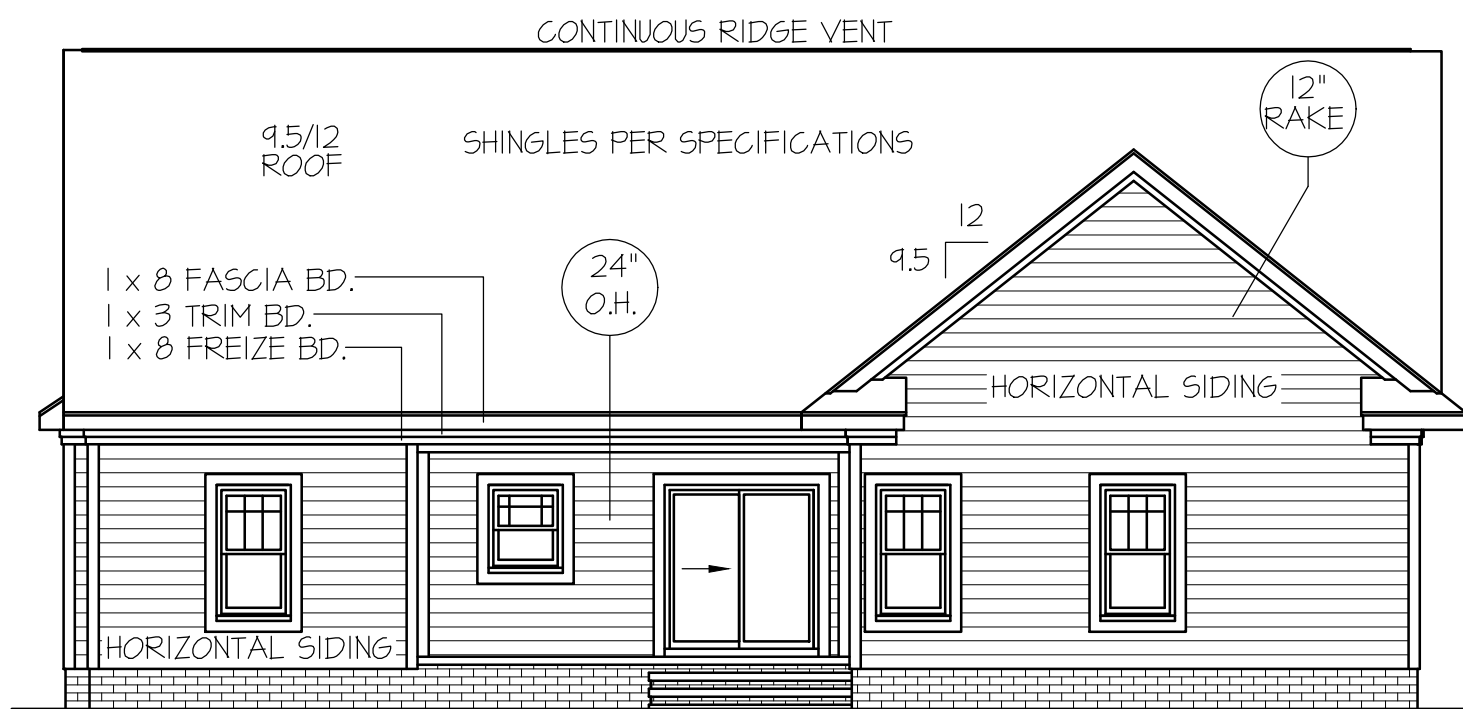 CONTINUOUS RIDGE VENT
12"
RAKE
9.5/12
ROOF
SHINGLES PER SPECIFICATIONS
12
9.5
24"
O.H.
1 x 8 FASCIA BD.
1 x 3 TRIM BD.
1 x 8 FREIZE BD.
HORIZONTAL SIDING
HORIZONTAL SIDING